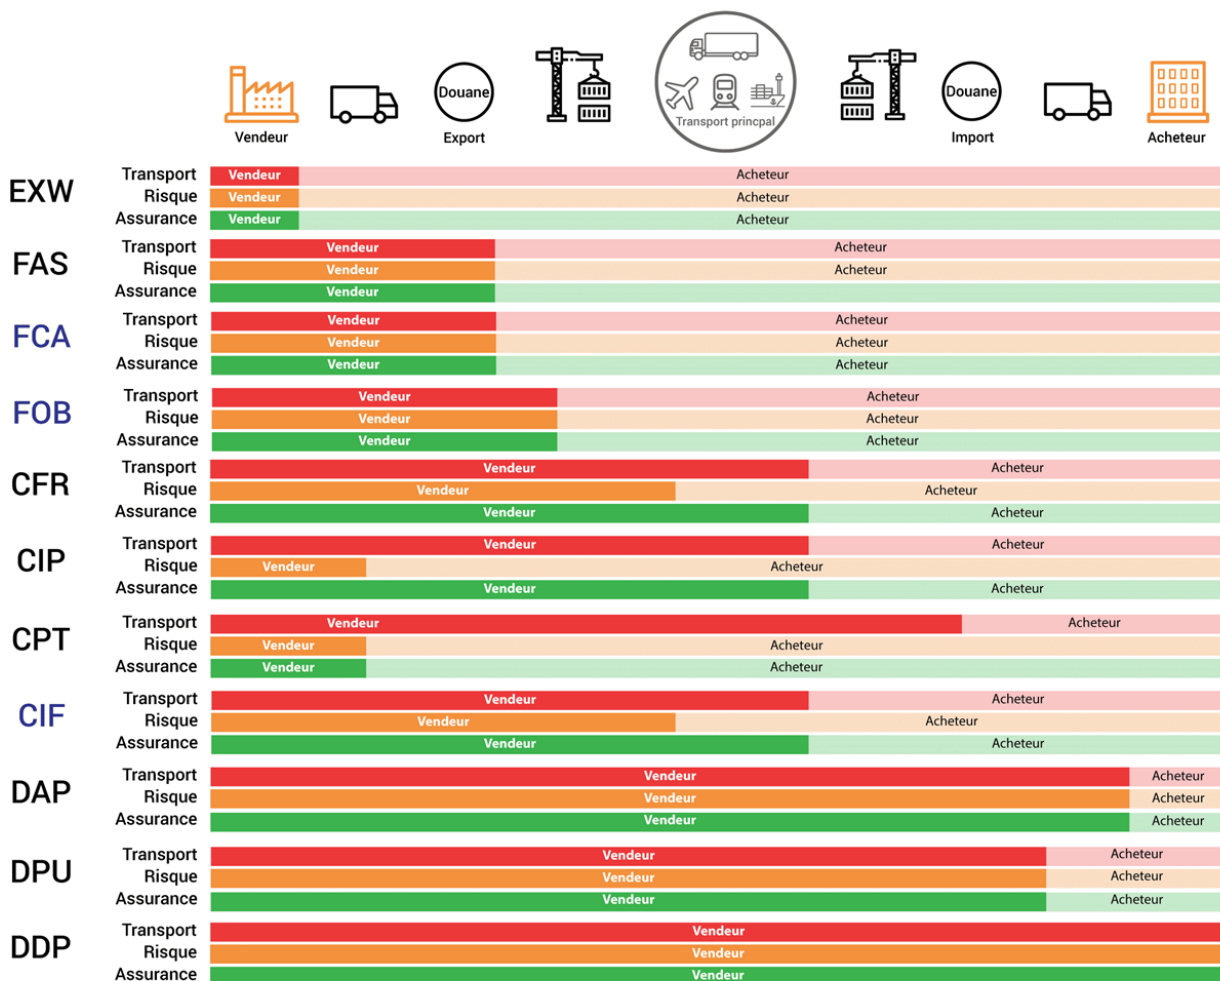 Douane
Douane
Transport princpal
Vendeur
Export
Import
Acheteur
EXW
Transport Vendeur Acheteur
Risque Vendeur Acheteur
Assurance Vendeur Acheteur
FAS
Transport Vendeur Acheteur
Risque Vendeur Acheteur
Assurance Vendeur
FCA
Transport Vendeur Acheteur
Risque Vendeur Acheteur
Assurance Vendeur Acheteur
FOB
Transport Vendeur Acheteur
Risque Vendeur Acheteur
Assurance Vendeur Acheteur
CFR
Transport Vendeur Acheteur
Risque Vendeur Acheteur
Assurance Vendeur Acheteur
CIP
Transport Vendeur Acheteur
Risque Vendeur Acheteur
Assurance Vendeur Acheteur
CPT
Transport Vendeur Acheteur
Risque Vendeur Acheteur
Assurance Vendeur Acheteur
CIF
Transport Vendeur Acheteur
Risque Vendeur Acheteur
Assurance Vendeur Acheteur
DAP
Transport Vendeur Acheteur
Risque Vendeur Acheteur
Assurance Vendeur Acheteur
DPU
Transport Vendeur Acheteur
Risque Vendeur Acheteur
Assurance Vendeur Acheteur
DDP
Transport Vendeur
Risque Vendeur
Assurance Vendeur